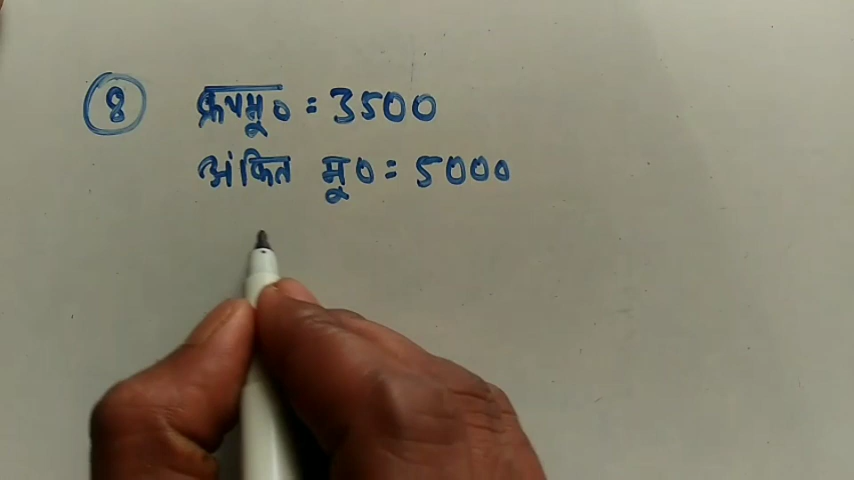 8 क्रयमू० = 3500
अंकित मू० = 5000